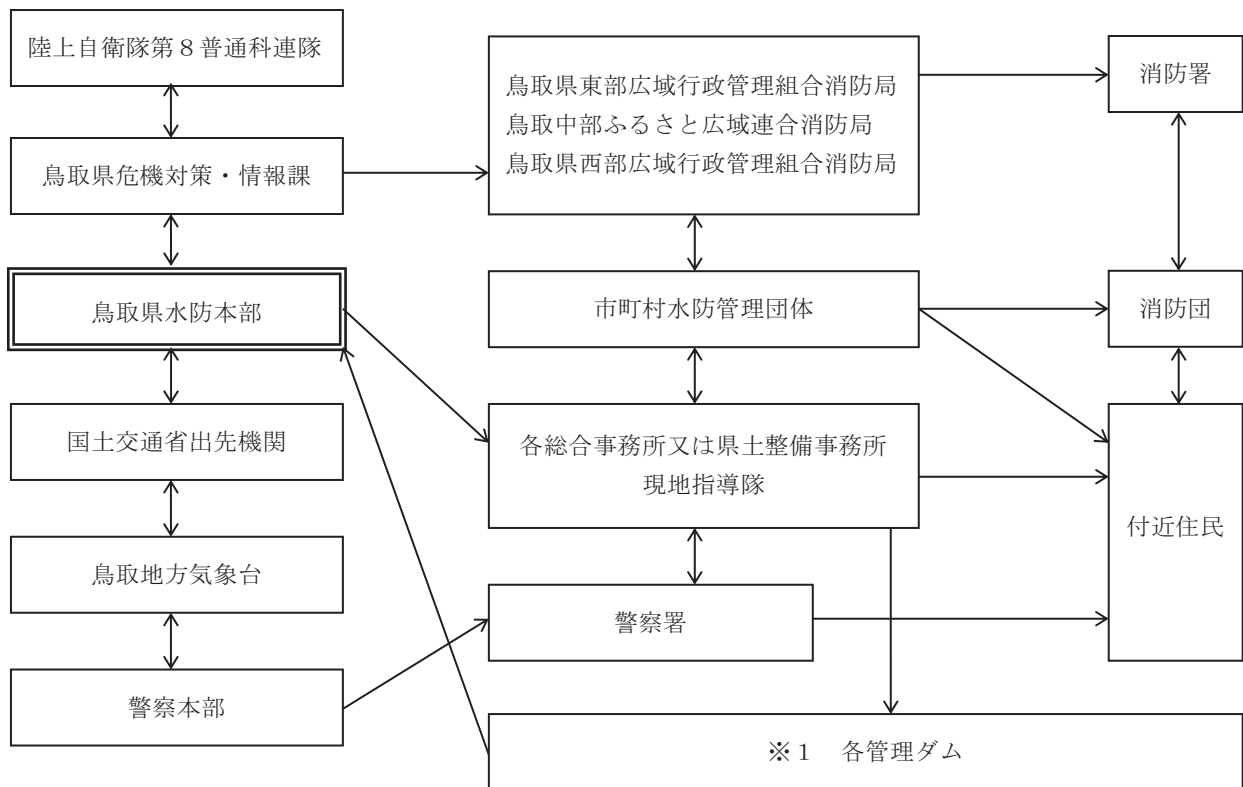 陸上自衛隊第８普通科連隊
鳥取県危機対策・情報課
鳥取県水防本部
国土交通省出先機関
鳥取地方気象台
警察本部
鳥取県東部広域行政管理組合消防局
鳥取中部ふるさと広域連合消防局
鳥取県西部広域行政管理組合消防局
市町村水防管理団体
各総合事務所又は県土整備事務所
現地指導隊
警察署
※１　各管理ダム
消防署
消防団
付近住民